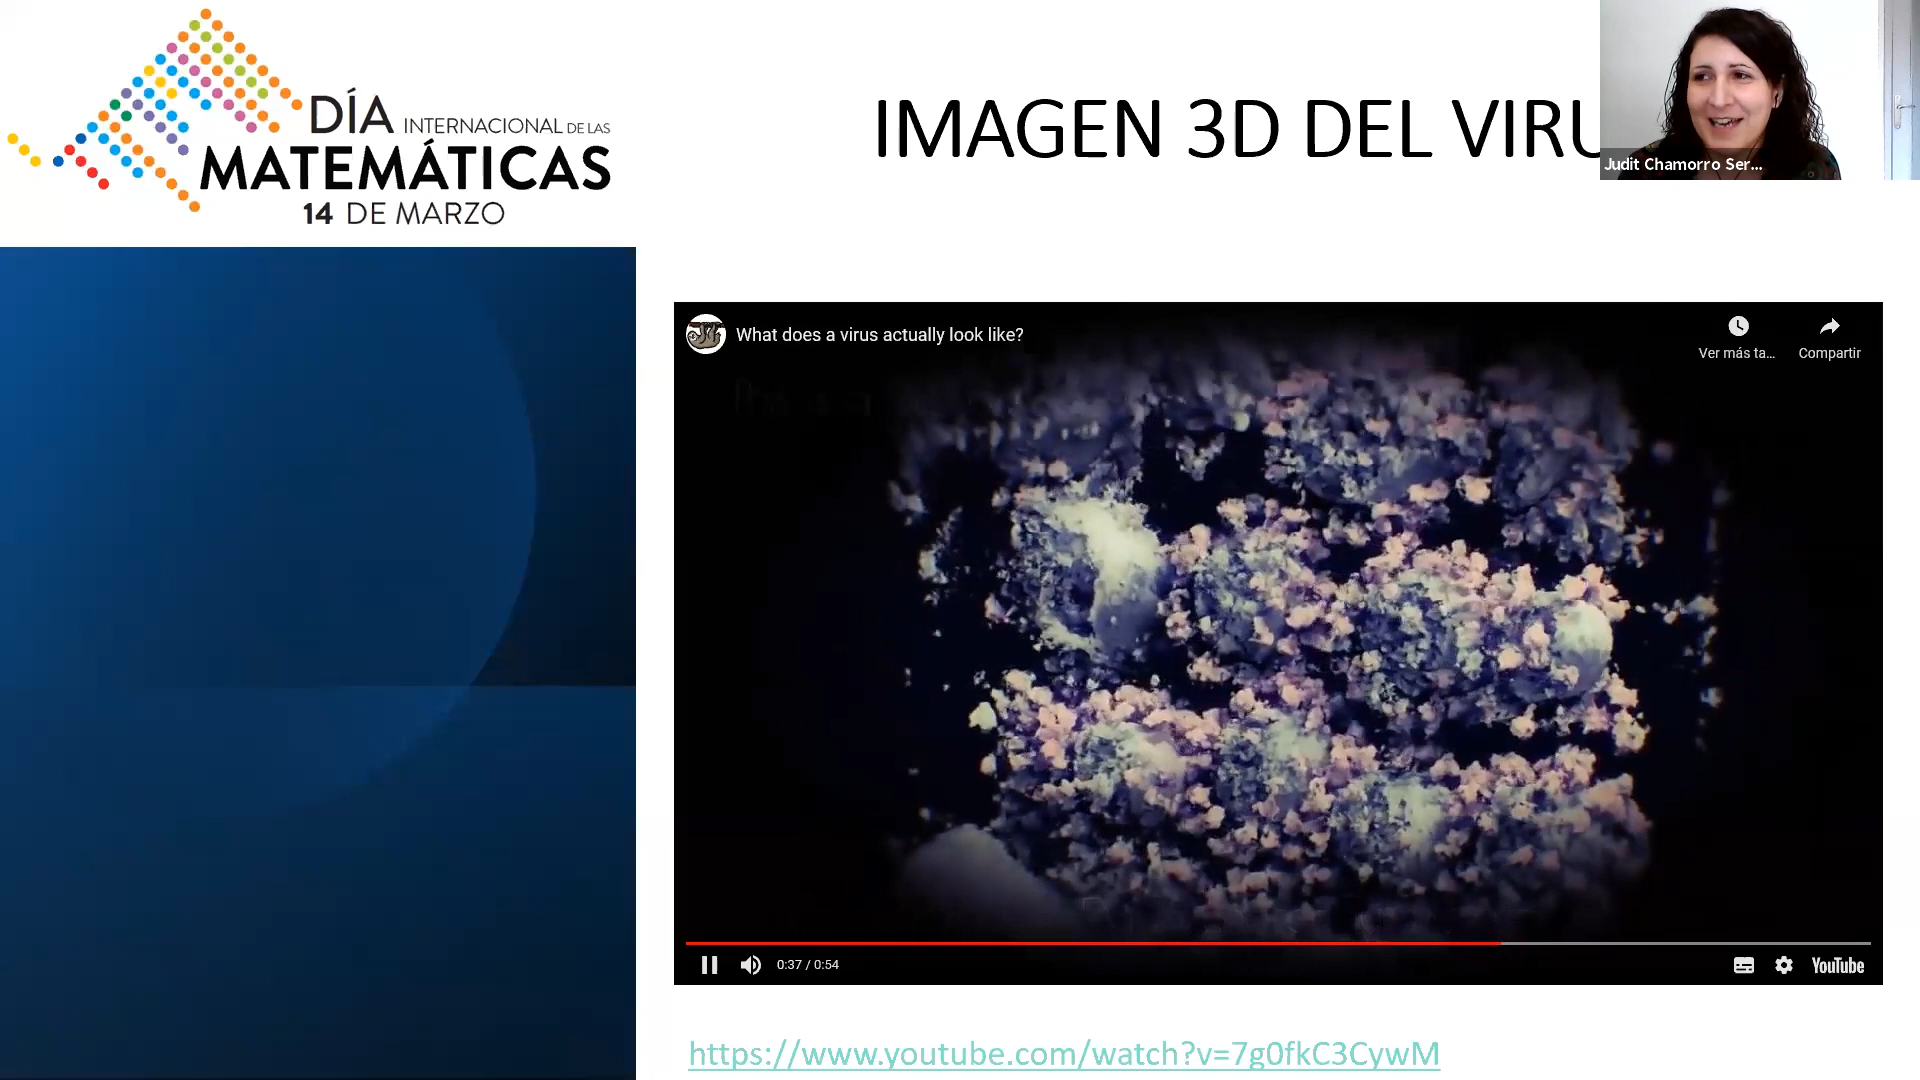 DÍA INTERNACIONAL DE LAS
MATEMÁTICAS
14 DE MARZO
IMAGEN 3D DEL VIRU
Judit Chamorro Ser...
What does a virus actually look like?
Ver más ta...
Compartir
0:37 / 0:54
YouTube
https://www.youtube.com/watch?v=7g0fkC3CywM